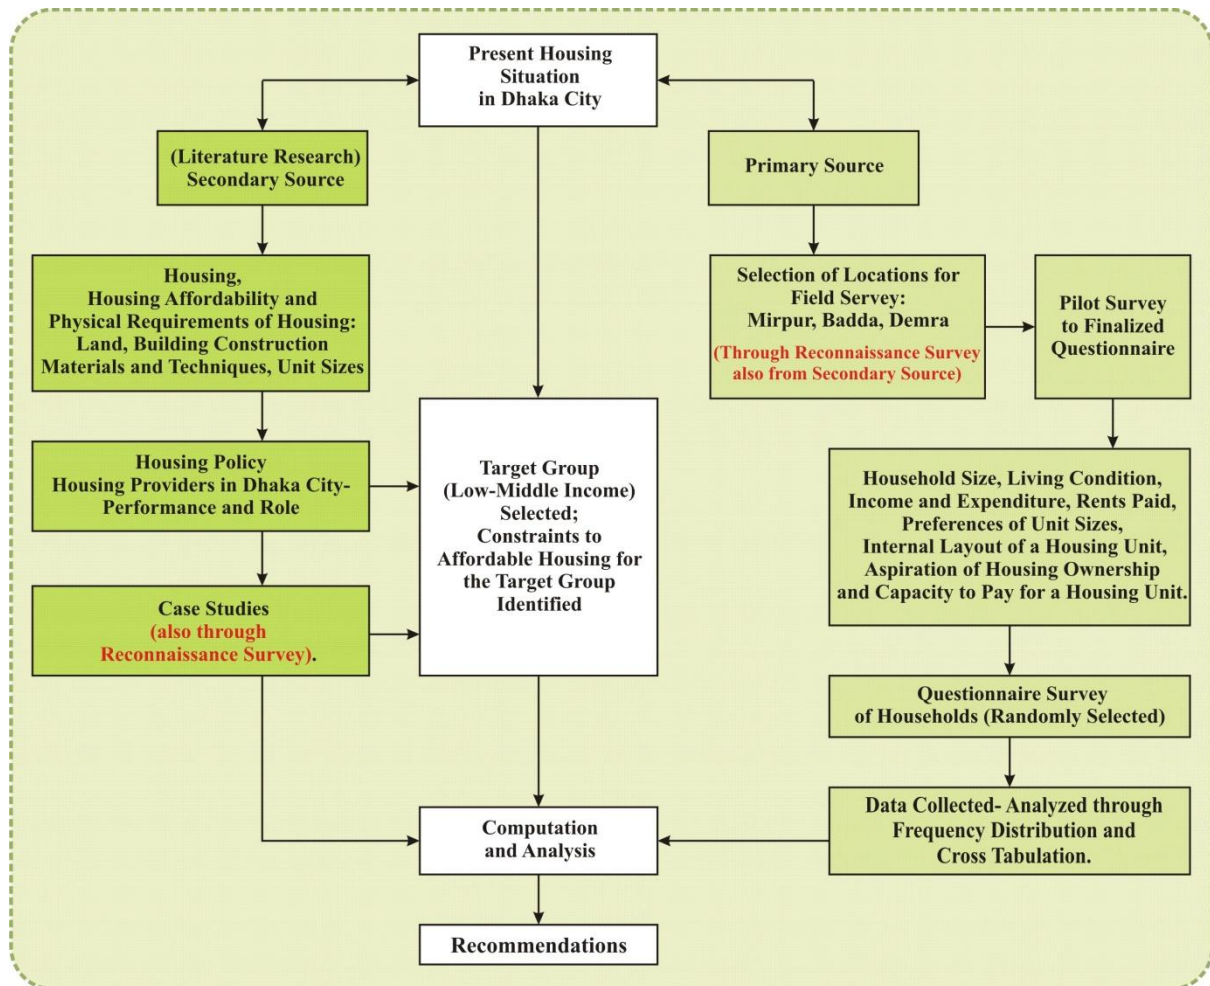 Present Housing
Situation
in Dhaka City
(Literature Research)
Secondary Source
Primary Source
Housing,
Housing Affordability and
Physical Requirements of Housing:
Land, Building Construction
Materials and Techniques, Unit Sizes
Selection of Locations for
Field Servey:
Mirpur, Badda, Demra
(Through Reconnaissance Survey
also from Secondary Source)
Pilot Survey
to Finalized
Questionnaire
Housing Policy
Housing Providers in Dhaka City-
Performance and Role
Target Group
(Low-Middle Income)
Selected;
Constraints to
Affordable Housing for
the Target Group
Identified
Household Size, Living Condition,
Income and Expenditure, Rents Paid,
Preferences of Unit Sizes,
Internal Layout of a Housing Unit,
Aspiration of Housing Ownership
and Capacity to Pay for a Housing Unit.
Case Studies
(also through
Reconnaissance Survey).
Questionnaire Survey
of Households (Randomly Selected)
Computation
and Analysis
Data Collected- Analyzed through
Frequency Distribution and
Cross Tabulation.
Recommendations